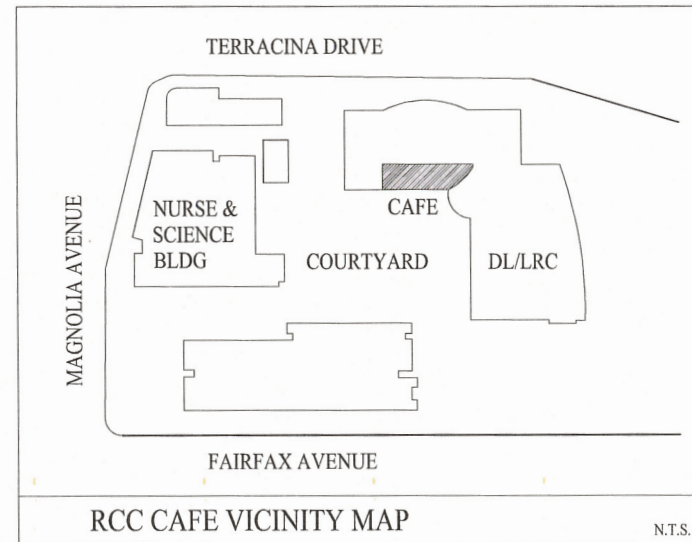 TERRACINA DRIVE
MAGNOLIA AVENUE
NURSE &
SCIENCE
BLDG
CAFE
COURTYARD
DL/LRC
FAIRFAX AVENUE
RCC CAFE VICINITY MAP
N.T.S.